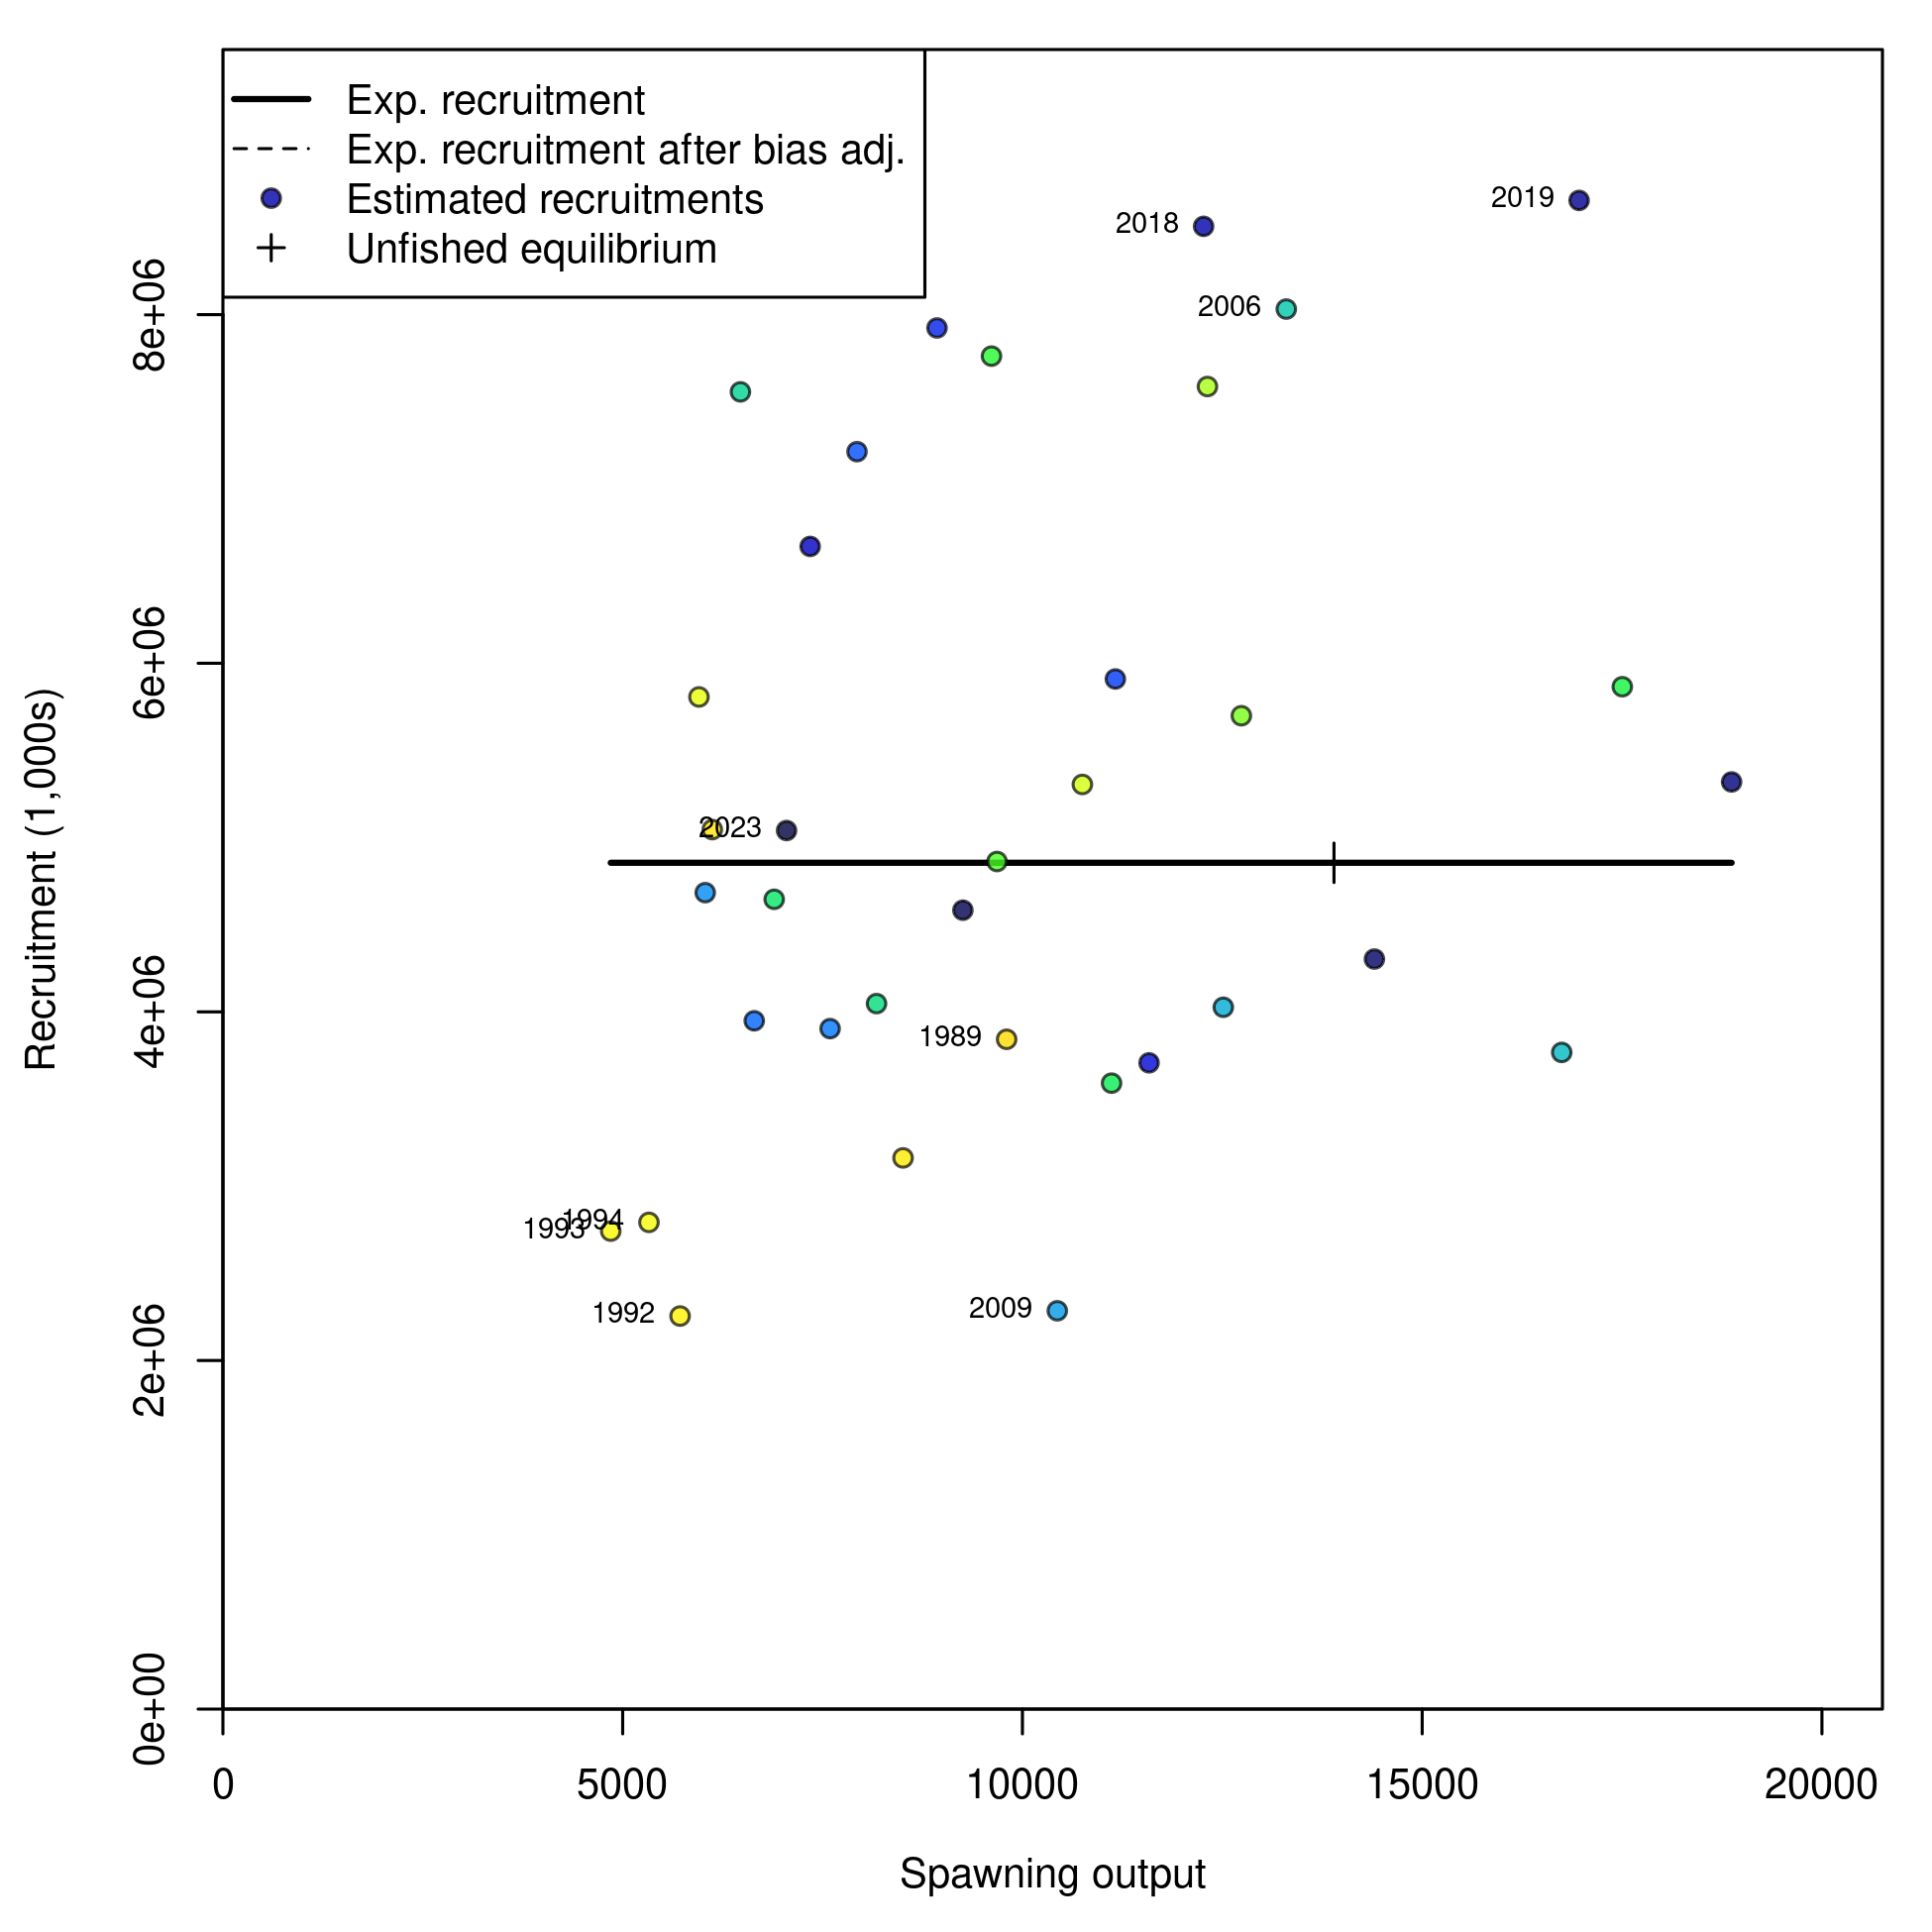 Exp. recruitment
Exp. recruitment after bias adj.
Estimated recruitments
Unfished equilibrium
2019
2018
2006
2023
1989
1994
1993
1992
2009
8e+06
6e+06
4e+06
2e+06
0e+00
Recruitment (1,000s)
0 5000 10000 15000 20000
Spawning output